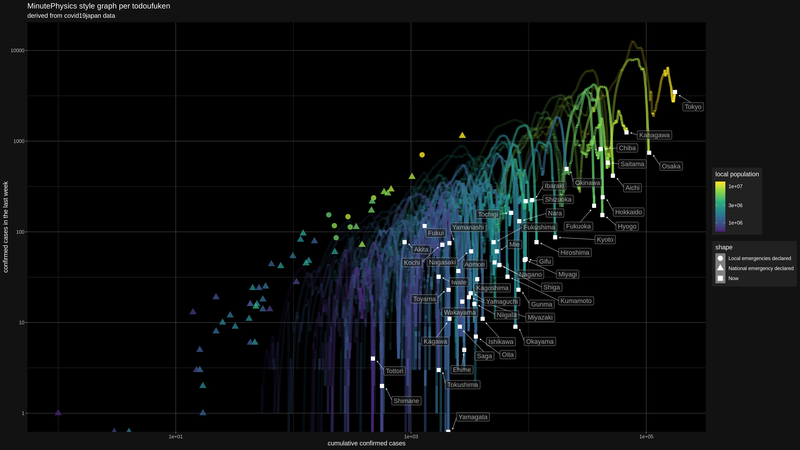 MinutePhysics style graph per todoufuken
derived from covid19japan data
10000
1000
100
10
1
confirmed cases in the last week
1e+01
1e+03
1e+05
cumulative confirmed cases
Tokyo
Kanagawa
Chiba
Saitama
Osaka
Aichi
Okinawa
Ibaraki
Shizuoka
Hokkaido
Tochigi
Nara
Fukuoka
Hyogo
Yamanashi
Fukushima
Fukui
Kyoto
Akita
Mie
Hiroshima
Kochi
Nagasaki
Aomori
Gifu
Nagano
Miyagi
Iwate
Kagoshima
Shiga
Toyama
Yamaguchi
Kumamoto
Gunma
Wakayama
Niigata
Miyazaki
Kagawa
Ishikawa
Okayama
Saga
Oita
Tottori
Ehime
Tokushima
Shimane
Yamagata
local population
1e+07
3e+06
1e+06
shape
Local emergencies declared
National emergency declared
Now